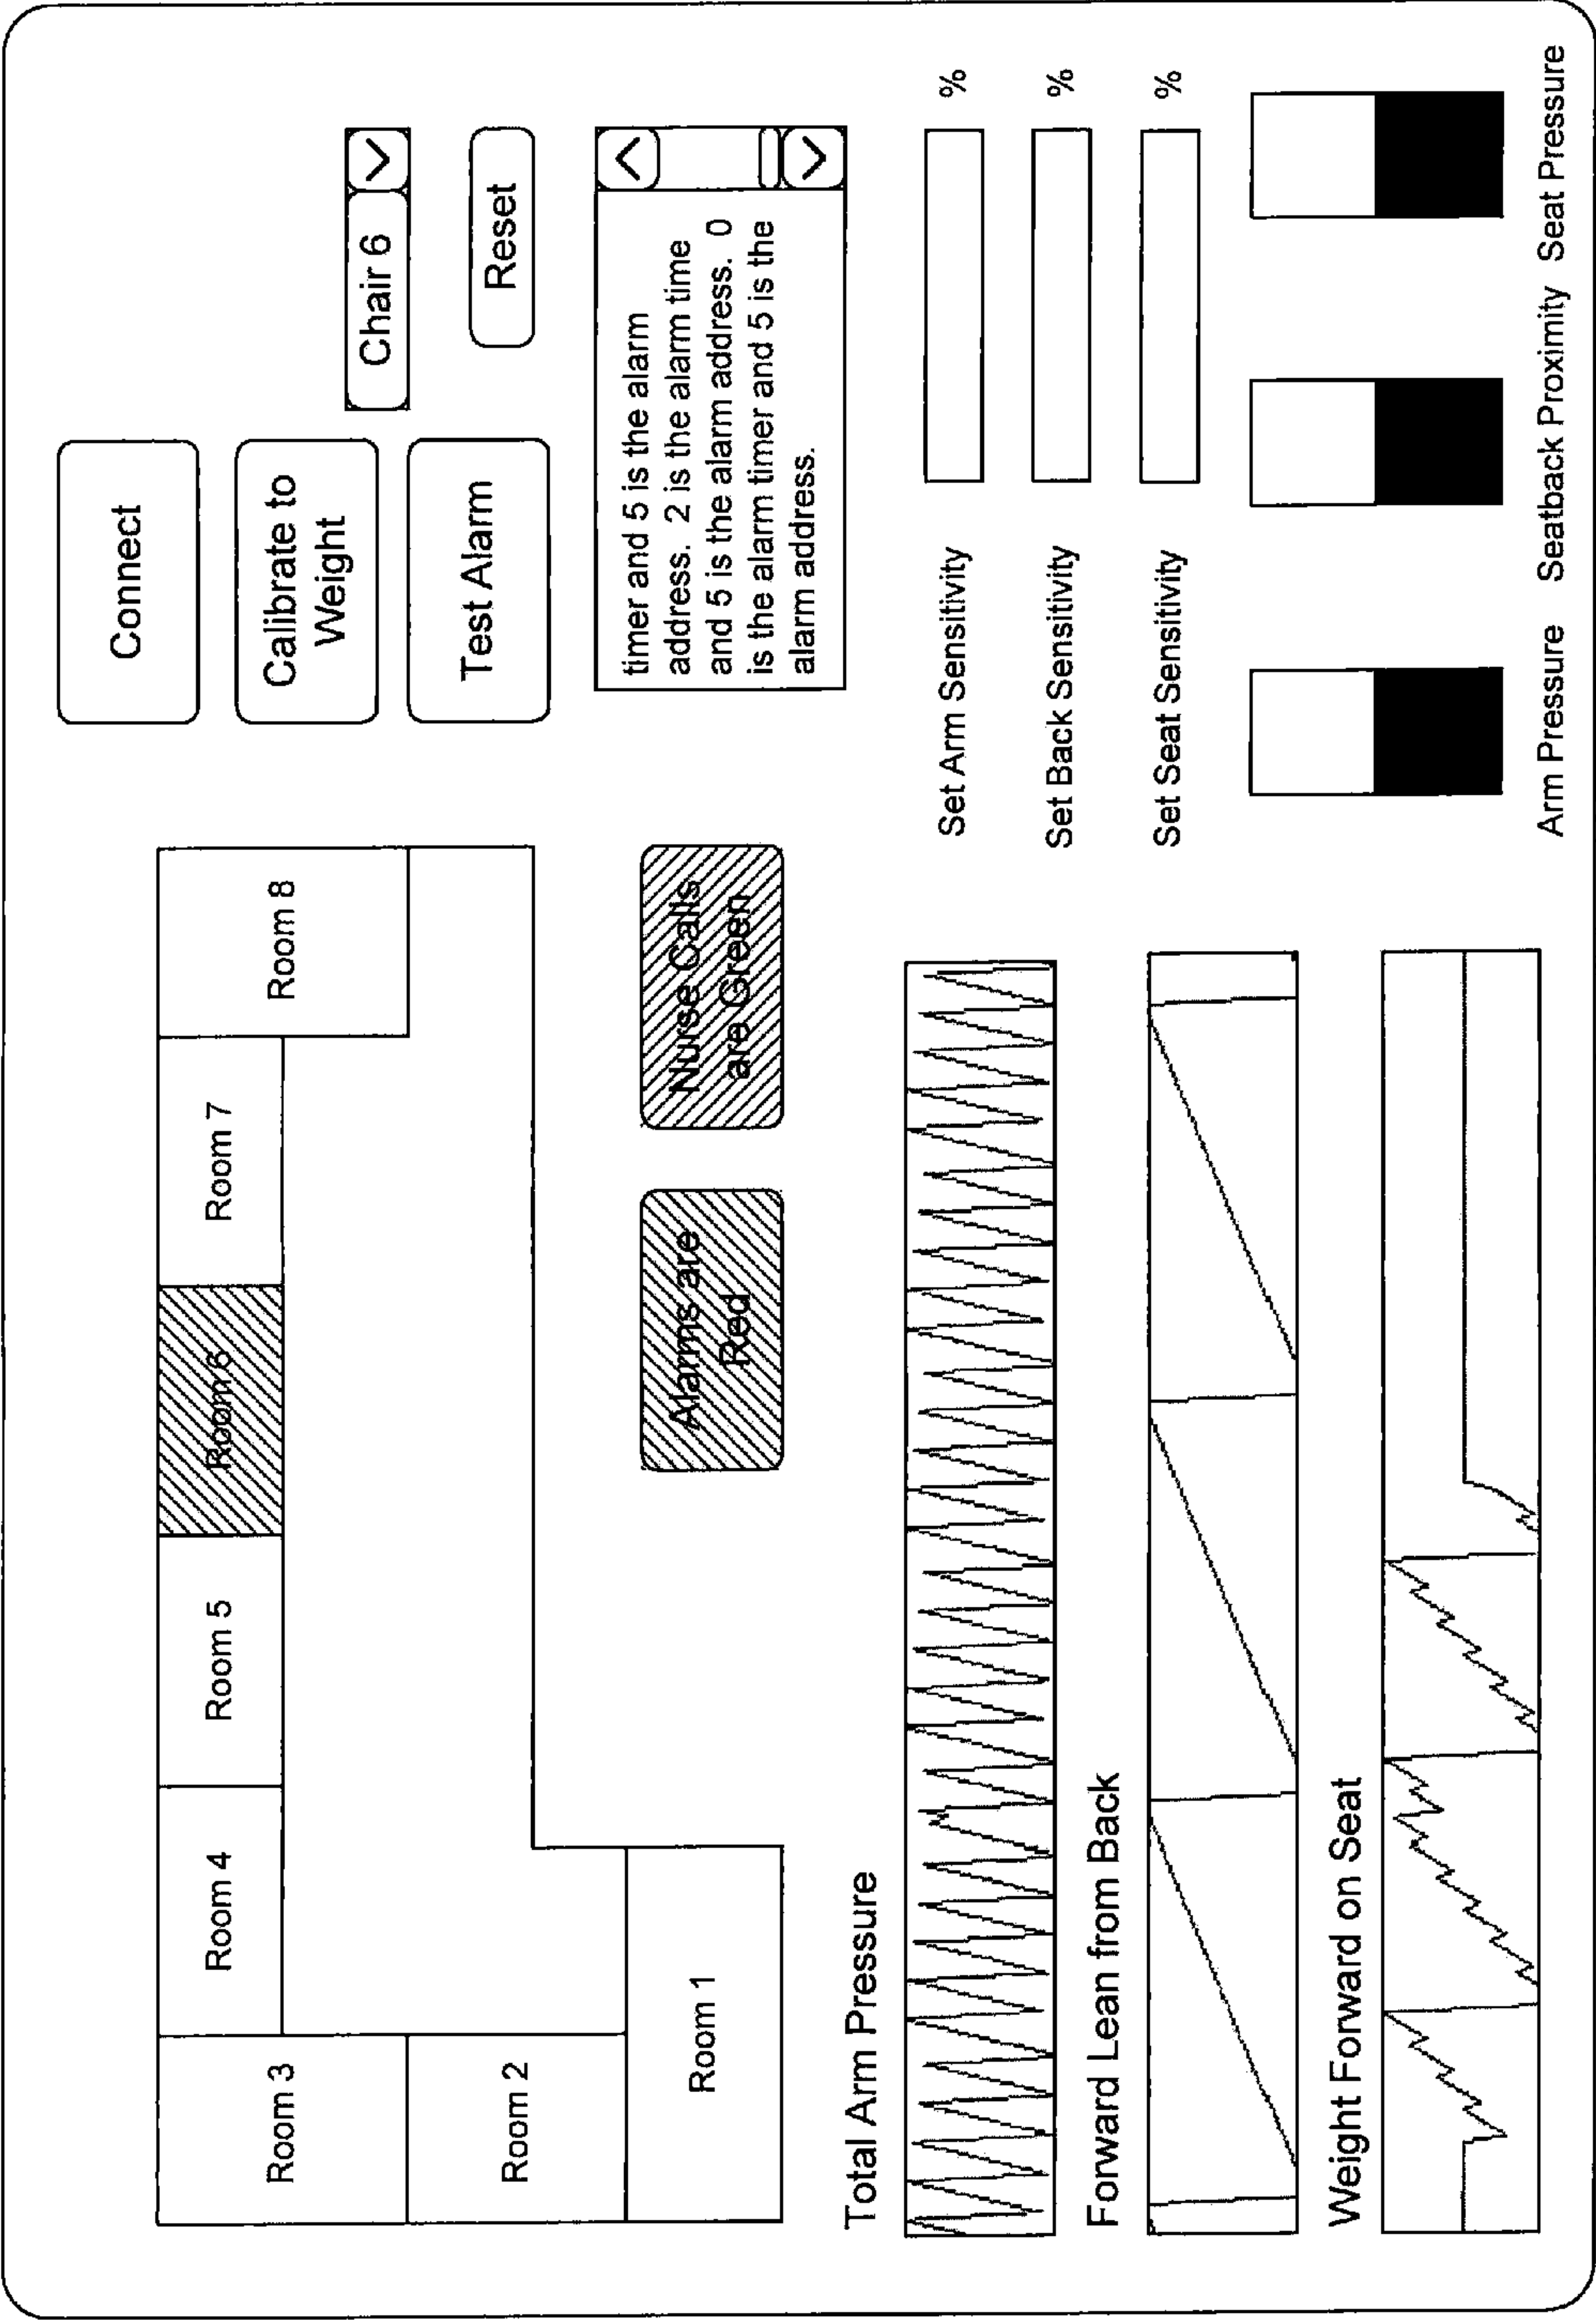 Room 3
Room 4
Room 5
Room 6
Room 7
Room 8
Room 2
Room 1
Alarms are
Red
Nurse Calls
are Green
Connect
Calibrate to
Weight
Test Alarm
Chair 6
Reset
timer and 5 is the alarm
address. 2 is the alarm time
and 5 is the alarm address. 0
is the alarm timer and 5 is the
alarm address.
Total Arm Pressure
Forward Lean from Back
Weight Forward on Seat
Set Arm Sensitivity %
Set Back Sensitivity %
Set Seat Sensitivity %
Arm Pressure
Seatback Proximity
Seat Pressure